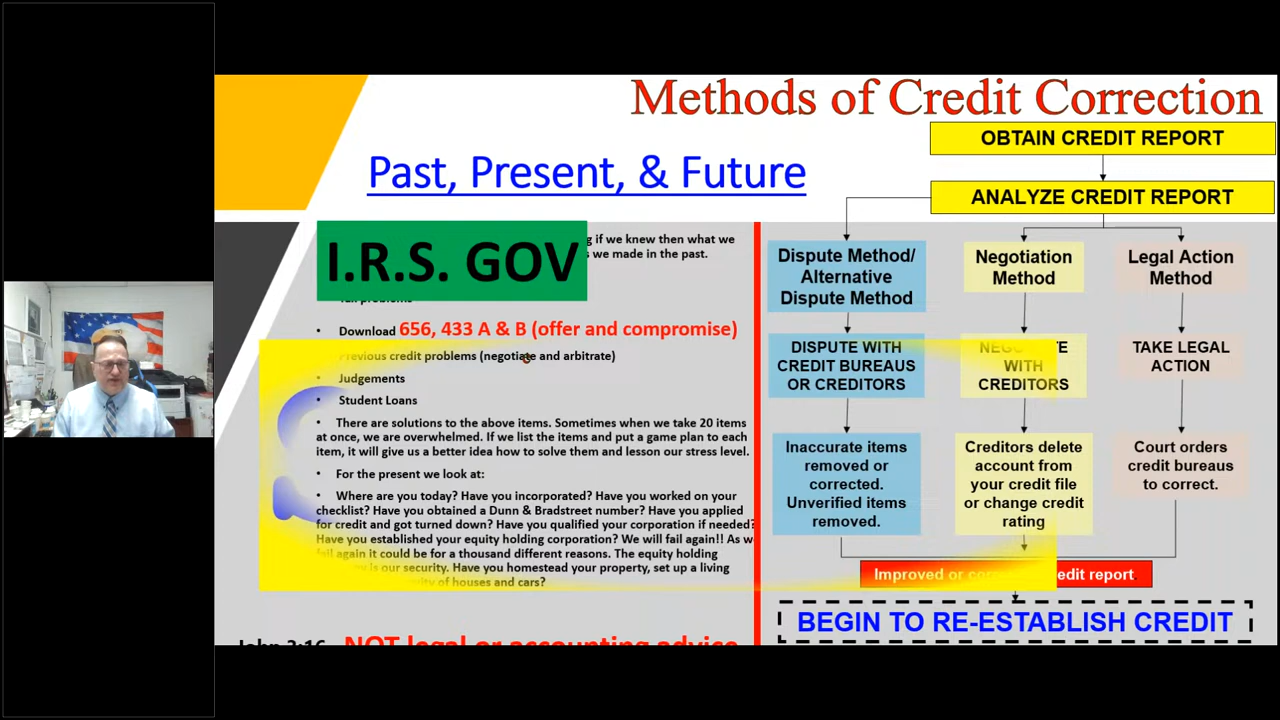 Methods of Credit Correction
Past, Present, & Future
I.R.S. GOV
if we knew then what we
we made in the past.
problems
• Download 656, 433 A & B (offer and compromise)
Previous credit problems (negotiate and arbitrate)
• Judgements
• Student Loans
• There are solutions to the above items. Sometimes when we take 20 items
at once, we are overwhelmed. If we list the items and put a game plan to each
item, it will give us a better idea how to solve them and lesson our stress level.
• For the present we look at:
• Where are you today? Have you incorporated? Have you worked on your
checklist? Have you obtained a Dunn & Bradstreet number? Have you applied
for credit and got turned down? Have you qualified your corporation if needed?
Have you established your equity holding corporation? We will fail again!! As
fail again it could be for a thousand different reasons. The equity holding
is our security. Have you homestead your property, set up a living
of houses and cars?
John 3:16 NOT legal or accounting advice
OBTAIN CREDIT REPORT
ANALYZE CREDIT REPORT
Dispute Method/
Alternative
Dispute Method
DISPUTE WITH
CREDIT BUREAUS
OR CREDITORS
Inaccurate items
removed or
corrected.
Unverified items
removed.
Negotiation
Method
NEGOTIATE
WITH
CREDITORS
Creditors delete
account from
your credit file
or change credit
rating
Legal Action
Method
TAKE LEGAL
ACTION
Court orders
credit bureaus
to correct.
Improved or credit report.
BEGIN TO RE-ESTABLISH CREDIT